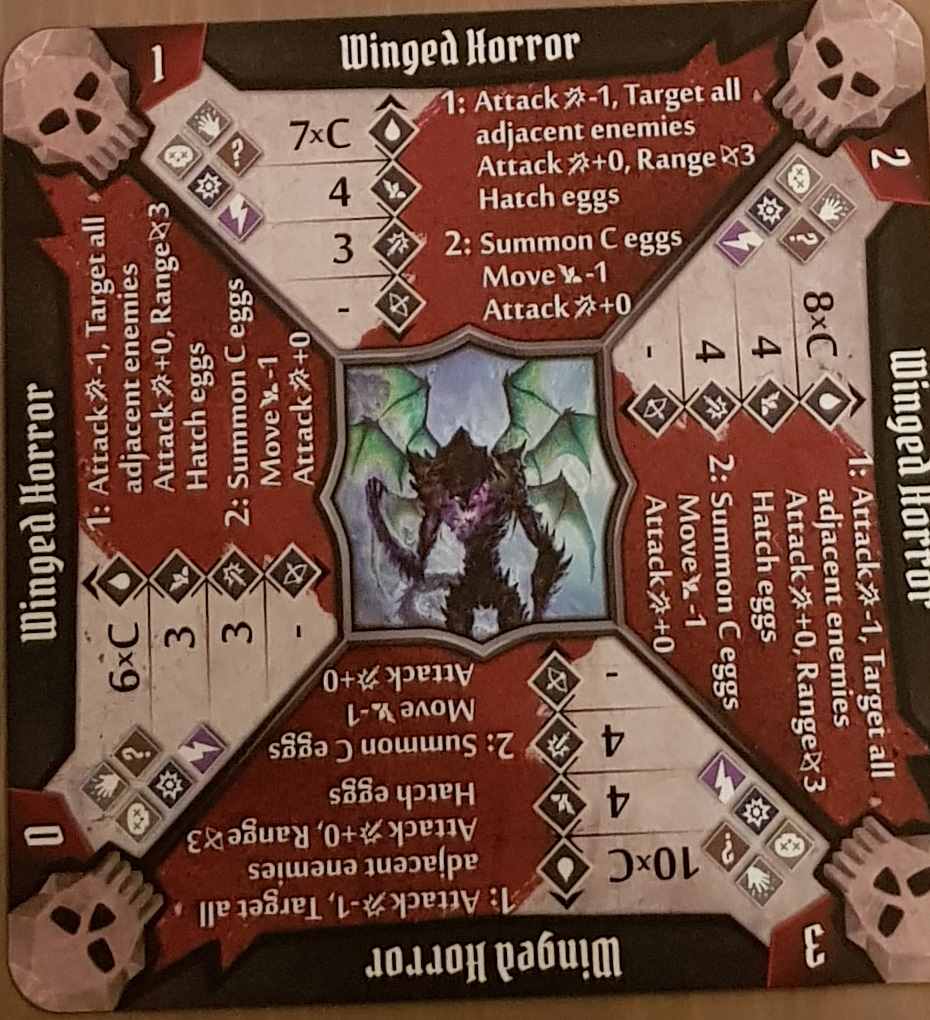 1
Winged Horror
7xC
4
3
-
1: Attack -1, Target all
adjacent enemies
Attack +0, Range 3
Hatch eggs
2: Summon C eggs
Move -1
Attack +0
2
Winged Horror
8xC
4
4
-
1: Attack -1, Target all
adjacent enemies
Attack +0, Range 3
Hatch eggs
2: Summon C eggs
Move -1
Attack +0
3
Winged Horror
10xC
4
4
-
1: Attack -1, Target all
adjacent enemies
Attack +0, Range 3
Hatch eggs
2: Summon C eggs
Move -1
Attack +0
0
Winged Horror
6xC
3
3
-
1: Attack -1, Target all
adjacent enemies
Attack +0, Range 3
Hatch eggs
2: Summon C eggs
Move -1
Attack +0